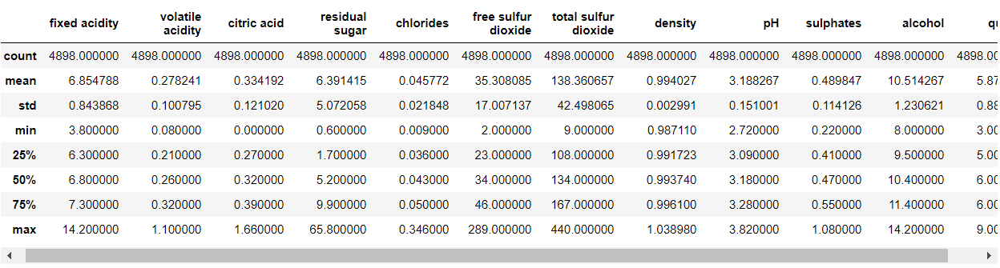 fixed acidity volatile acidity citric acid residual sugar chlorides free sulfur dioxide total sulfur dioxide density pH sulphates alcohol qu
count 4898.000000 4898.000000 4898.000000 4898.000000 4898.000000 4898.000000 4898.000000 4898.000000 4898.000000 4898.000000 4898.000000 4898.00
mean 6.854788 0.278241 0.334192 6.391415 0.045772 35.308085 138.360657 0.994027 3.188267 0.489847 10.514267 5.87
std 0.843868 0.100795 0.121020 5.072058 0.021848 17.007137 42.498065 0.002991 0.151001 0.114126 1.230621 0.88
min 3.800000 0.080000 0.000000 0.600000 0.009000 2.000000 9.000000 0.987110 2.720000 0.220000 8.000000 3.00
25% 6.300000 0.210000 0.270000 1.700000 0.036000 23.000000 108.000000 0.991723 3.090000 0.410000 9.500000 5.00
50% 6.800000 0.260000 0.320000 5.200000 0.043000 34.000000 134.000000 0.993740 3.180000 0.470000 10.400000 6.00
75% 7.300000 0.320000 0.390000 9.900000 0.050000 46.000000 167.000000 0.996100 3.280000 0.550000 11.400000 6.00
max 14.200000 1.100000 1.660000 65.800000 0.346000 289.000000 440.000000 1.038980 3.820000 1.080000 14.200000 9.00